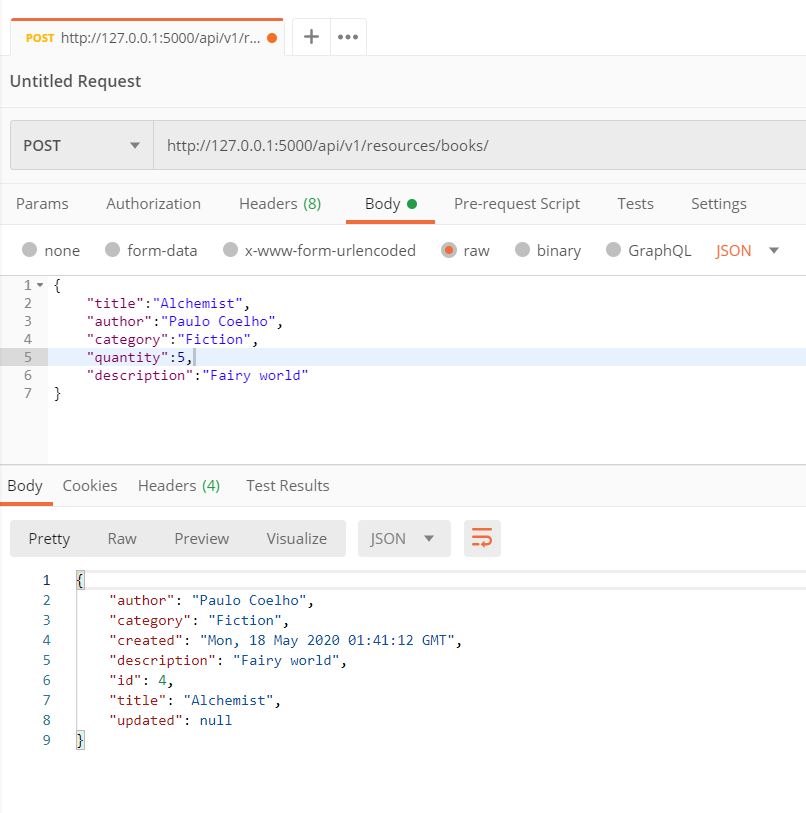 POST http://127.0.0.1:5000/api/v1/r...
Untitled Request
POST http://127.0.0.1:5000/api/v1/resources/books/
Params Authorization Headers (8) Body Pre-request Script Tests Settings
none form-data x-www-form-urlencoded raw binary GraphQL JSON
1 {
2 "title":"Alchemist",
3 "author":"Paulo Coelho",
4 "category":"Fiction",
5 "quantity":5,
6 "description":"Fairy world"
7 }
Body Cookies Headers (4) Test Results
Pretty Raw Preview Visualize JSON
1 {
2 "author": "Paulo Coelho",
3 "category": "Fiction",
4 "created": "Mon, 18 May 2020 01:41:12 GMT",
5 "description": "Fairy world",
6 "id": 4,
7 "title": "Alchemist",
8 "updated": null
9 }